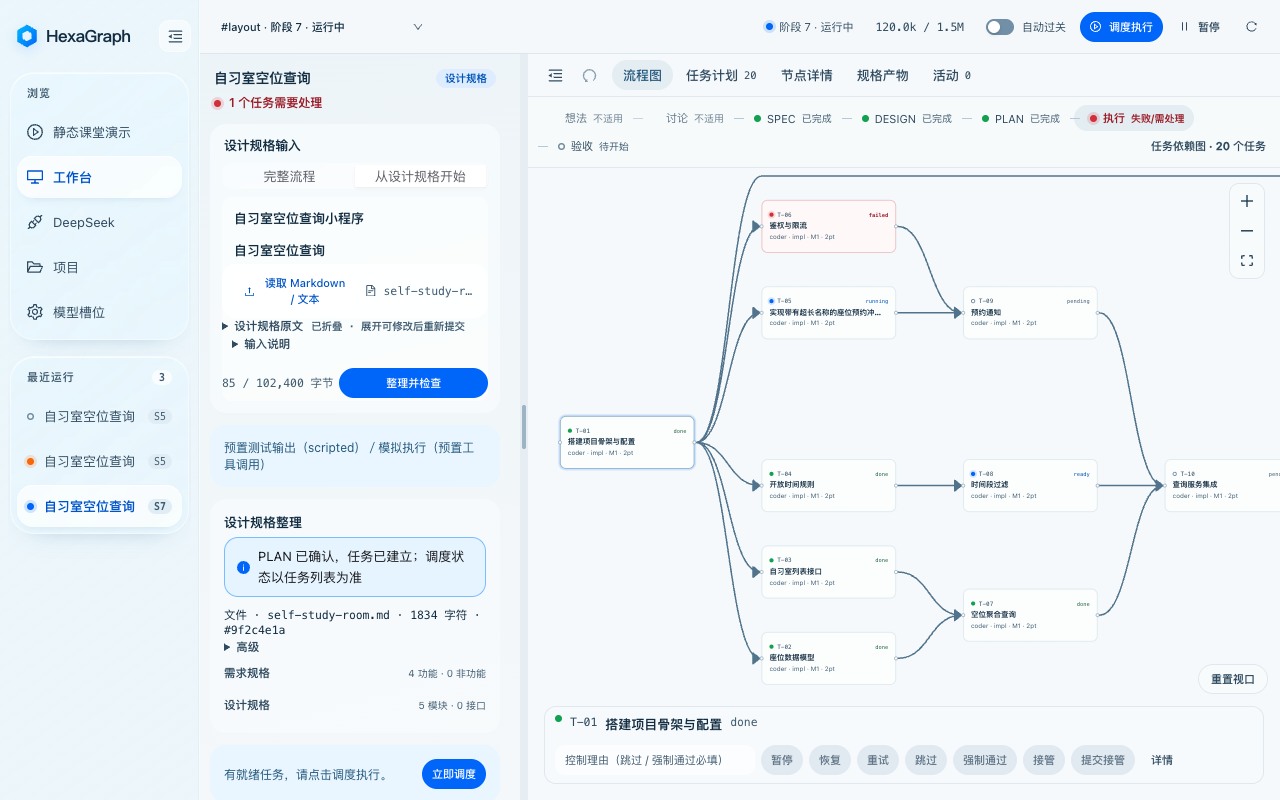 HexaGraph
浏览
静态课堂演示
工作台
DeepSeek
项目
模型槽位
最近运行 3
自习室空位查询 S5
自习室空位查询 S5
自习室空位查询 S7
#layout · 阶段 7 · 运行中
阶段 7 · 运行中
120.0k / 1.5M
自动过关
调度执行
暂停
自习室空位查询 设计规格
1 个任务需要处理
设计规格输入
完整流程 从设计规格开始
自习室空位查询小程序
自习室空位查询
读取 Markdown
/ 文本
self-study-r…
设计规格原文 已折叠 · 展开可修改后重新提交
输入说明
85 / 102,400 字节
整理并检查
预置测试输出（scripted） / 模拟执行（预置工
具调用）
设计规格整理
PLAN 已确认，任务已建立；调度状
态以任务列表为准
文件 · self-study-room.md · 1834 字符 ·
#9f2c4e1a
高级
需求规格 4 功能 · 0 非功能
设计规格 5 模块 · 0 接口
有就绪任务，请点击调度执行。
立即调度
流程图 任务计划 20 节点详情 规格产物 活动 0
想法 不适用 — 讨论 不适用 — SPEC 已完成 — DESIGN 已完成 — PLAN 已完成 — 执行 失败/需处理
— 验收 待开始
任务依赖图 · 20 个任务
T-06 failed
鉴权与限流
coder · impl · M1 · 2pt
T-05 running
实现带有超长名称的座位预约冲…
coder · impl · M1 · 2pt
T-09 pending
预约通知
coder · impl · M1 · 2pt
T-01 done
搭建项目骨架与配置
coder · impl · M1 · 2pt
T-04 done
开放时间规则
coder · impl · M1 · 2pt
T-08 ready
时间段过滤
coder · impl · M1 · 2pt
T-10
查询服务集成
coder · impl · M1 · 2pt
T-03 done
自习室列表接口
coder · impl · M1 · 2pt
T-07 done
空位聚合查询
coder · impl · M1 · 2pt
T-02 done
座位数据模型
coder · impl · M1 · 2pt
重置视口
T-01 搭建项目骨架与配置 done
控制理由（跳过 / 强制通过必填）
暂停 恢复 重试 跳过 强制通过 接管 提交接管 详情